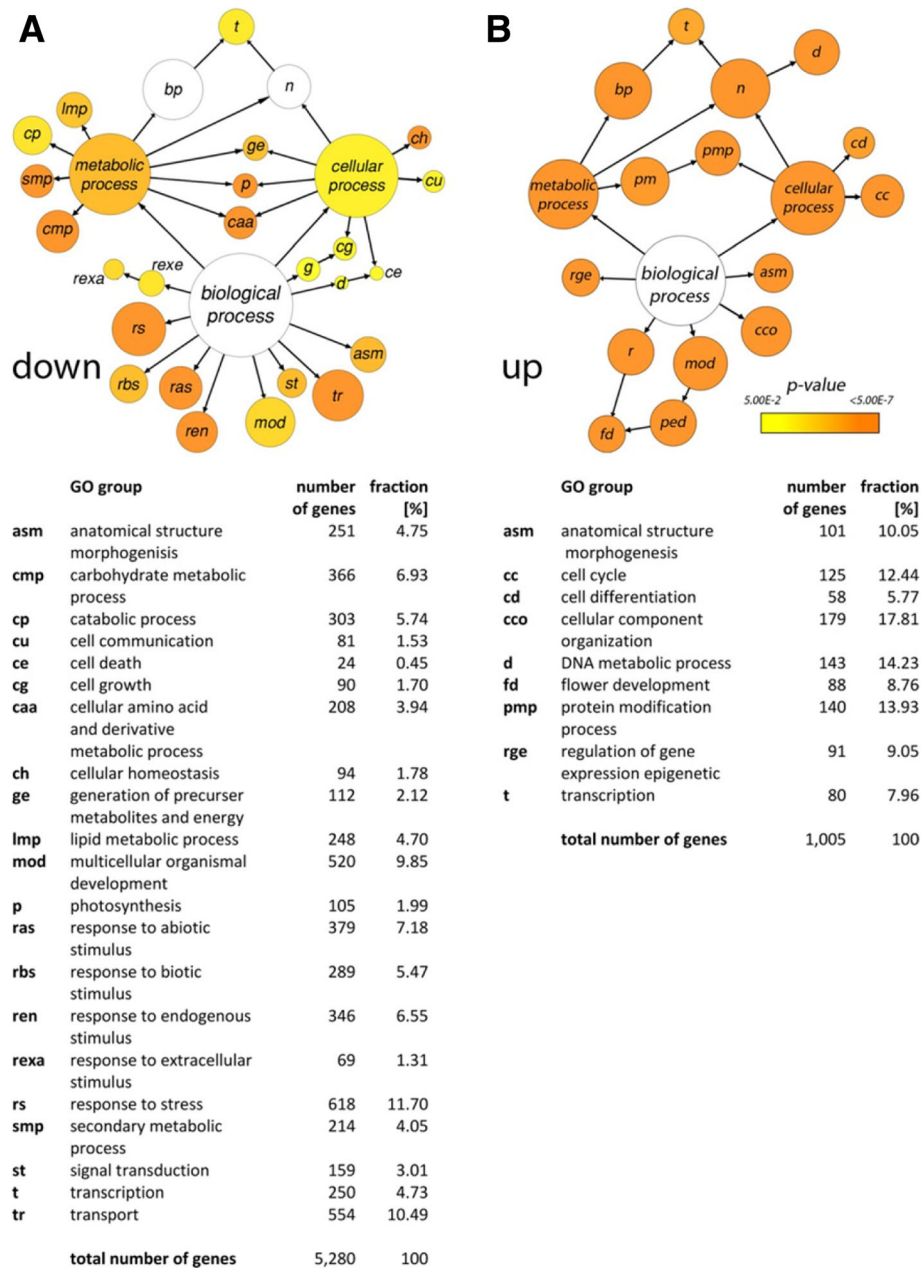 A
t
bp
n
lmp
cp
metabolic
process
ge
cellular
process
ch
smp
p
cu
cmp
caa
cg
rexa
rexe
g
ce
d
biological
process
rs
down
rbs
ras
st
asm
tr
ren
mod
B
t
d
bp
n
cd
pmp
metabolic
process
pm
cellular
process
cc
rge
biological
process
asm
cco
r
up
mod
p-value
5.00E-2
<5.00E-7
fd
ped
GO group number fraction
of genes [%]
asm anatomical structure 251 4.75
morphogenisis
cmp carbohydrate metabolic 366 6.93
process
cp catabolic process 303 5.74
cu cell communication 81 1.53
ce cell death 24 0.45
cg cell growth 90 1.70
caa cellular amino acid 208 3.94
and derivative
metabolic process
ch cellular homeostasis 94 1.78
ge generation of precurser 112 2.12
metabolites and energy
lmp lipid metabolic process 248 4.70
mod multicellular organismal 520 9.85
development
p photosynthesis 105 1.99
ras response to abiotic 379 7.18
stimulus
rbs response to biotic 289 5.47
stimulus
ren response to endogenous 346 6.55
stimulus
rexa response to extracellular 69 1.31
stimulus
rs response to stress 618 11.70
smp secondary metabolic 214 4.05
process
st signal transduction 159 3.01
t transcription 250 4.73
tr transport 554 10.49
total number of genes 5,280 100
GO group number fraction
of genes [%]
asm anatomical structure 101 10.05
morphogenesis
cc cell cycle 125 12.44
cd cell differentiation 58 5.77
cco cellular component 179 17.81
organization
d DNA metabolic process 143 14.23
fd flower development 88 8.76
pmp protein modification 140 13.93
process
rge regulation of gene 91 9.05
expression epigenetic
t transcription 80 7.96
total number of genes 1,005 100